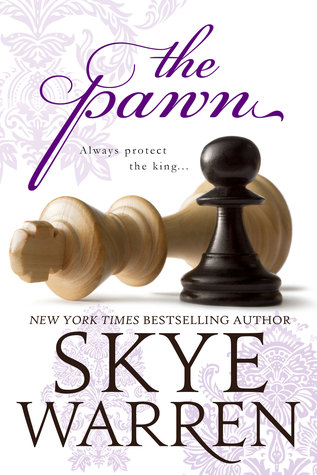 the
pawn
Always protect
the king...
NEW YORK TIMES BESTSELLING AUTHOR
SKYE
WARREN